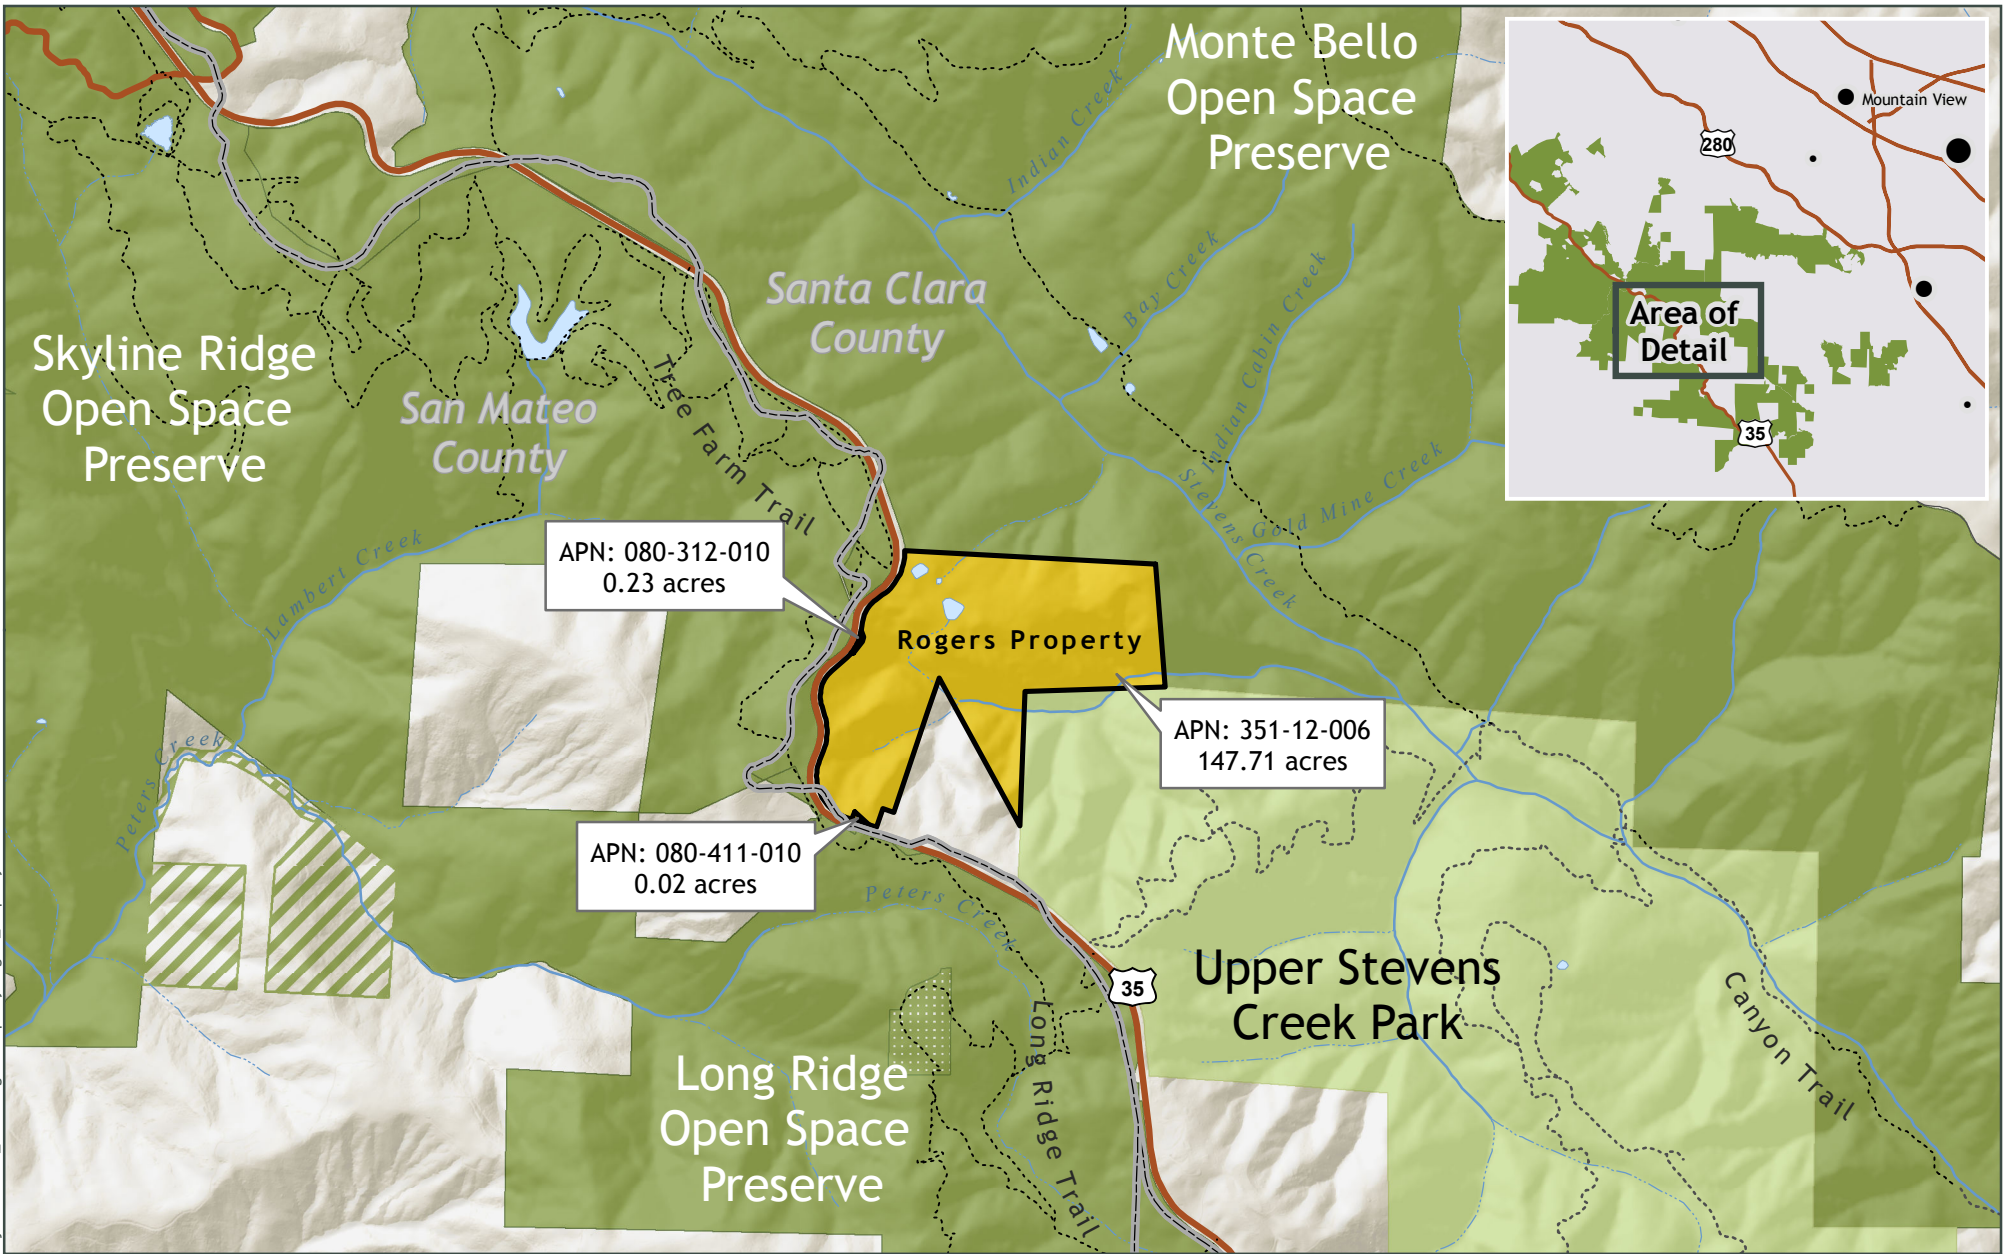 Monte Bello
Open Space
Preserve
Mountain View
280
Area of
Detail
35
Indian Creek
Bay Creek
Indian Cabin Creek
Santa Clara
County
Skyline Ridge
Open Space
Preserve
San Mateo
County
Tree Farm Trail
Stevens Creek
Gold Mine Creek
Lambert Creek
APN: 080-312-010
0.23 acres
Rogers Property
APN: 351-12-006
147.71 acres
Peters Creek
APN: 080-411-010
0.02 acres
Peters Creek
35
Upper Stevens
Creek Park
Canyon Trail
Long Ridge
Open Space
Preserve
Long Ridge Trail